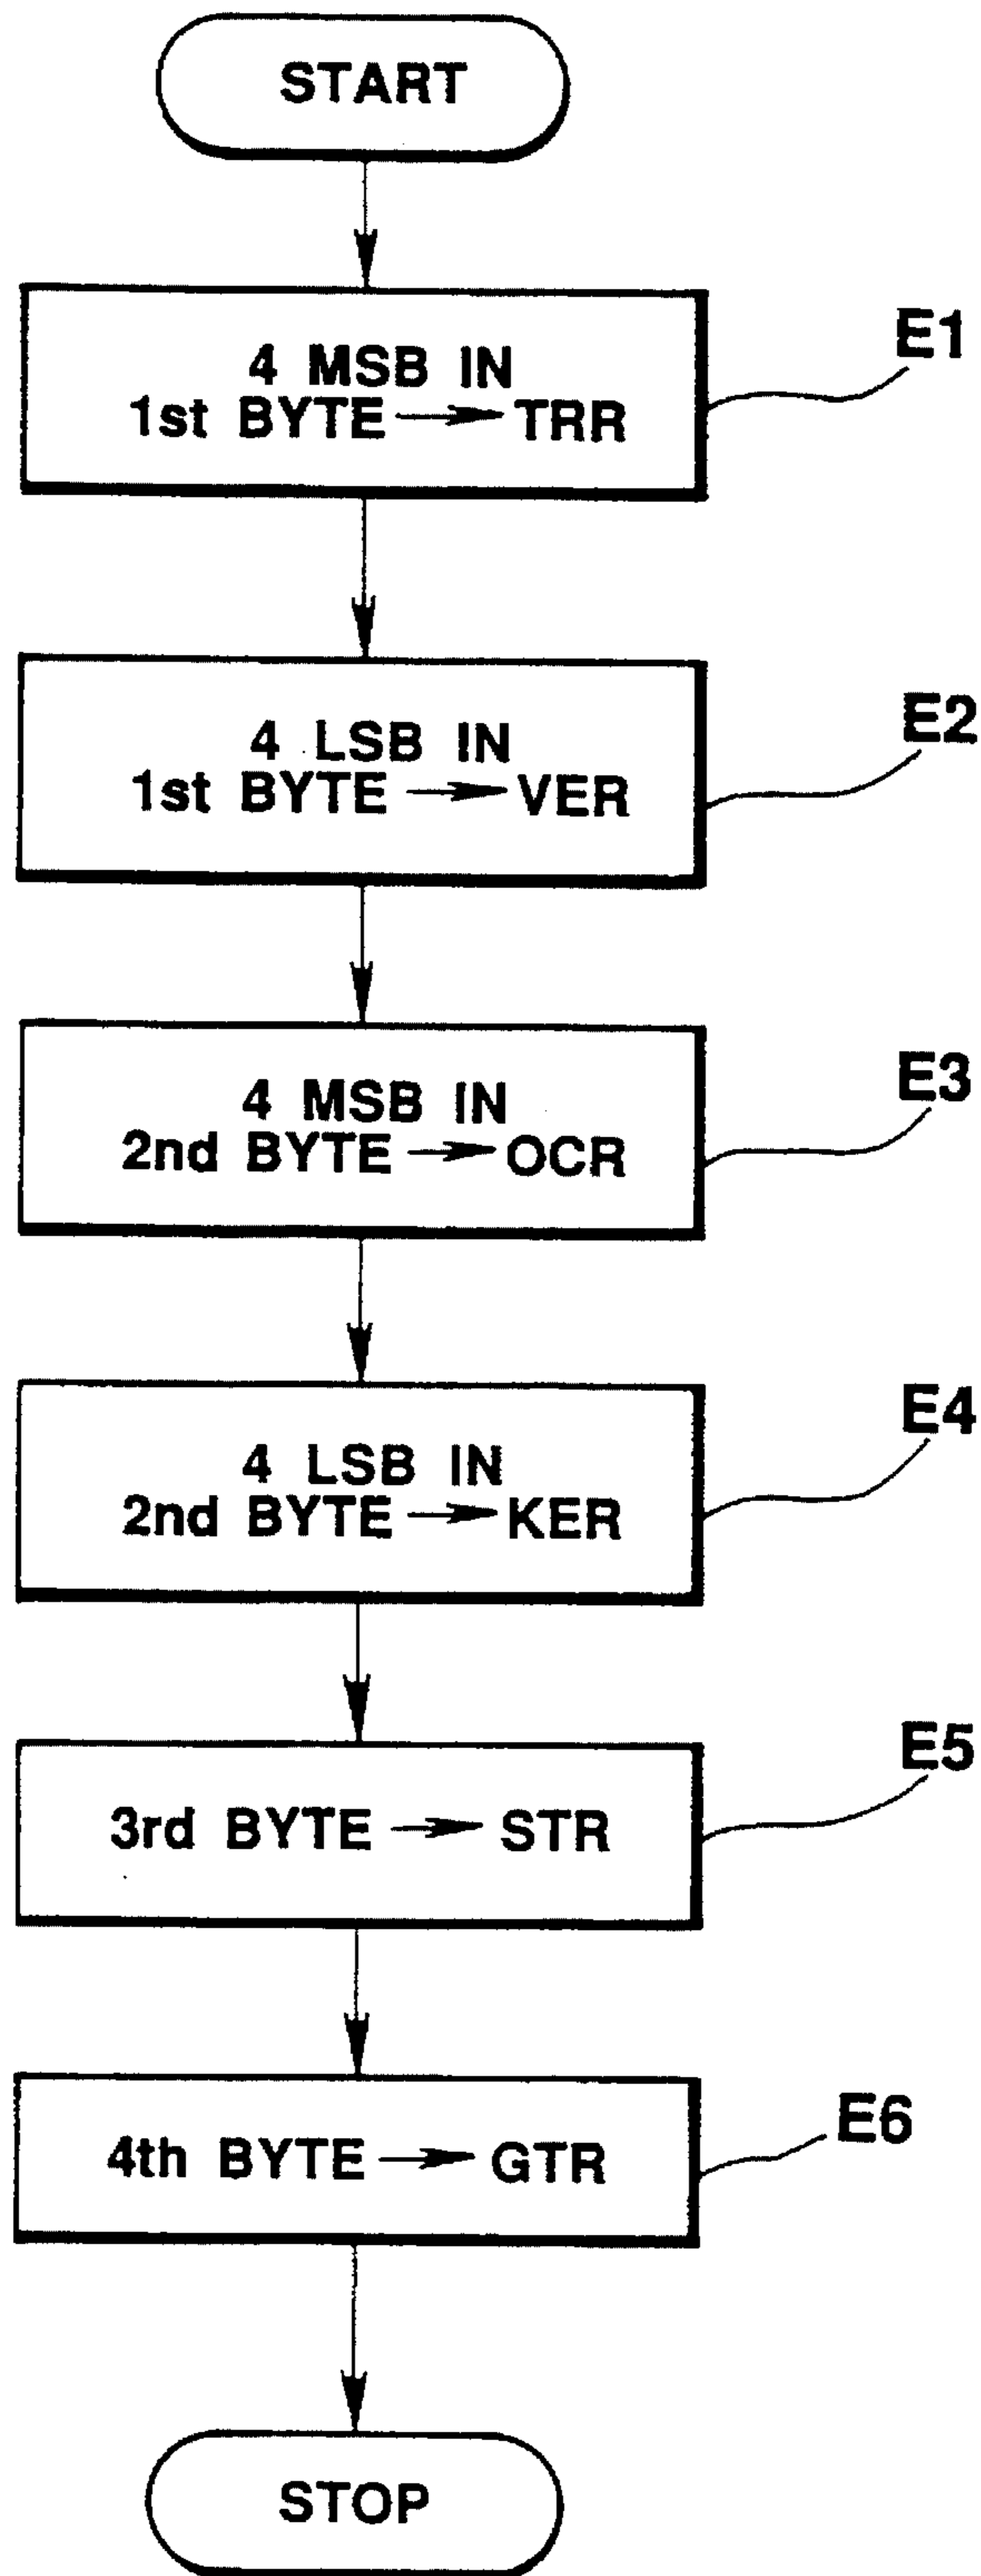 START
4 MSB IN
1st BYTE → TRR
E1
4 LSB IN
1st BYTE → VER
E2
4 MSB IN
2nd BYTE → OCR
E3
4 LSB IN
2nd BYTE → KER
E4
3rd BYTE → STR
E5
4th BYTE → GTR
E6
STOP